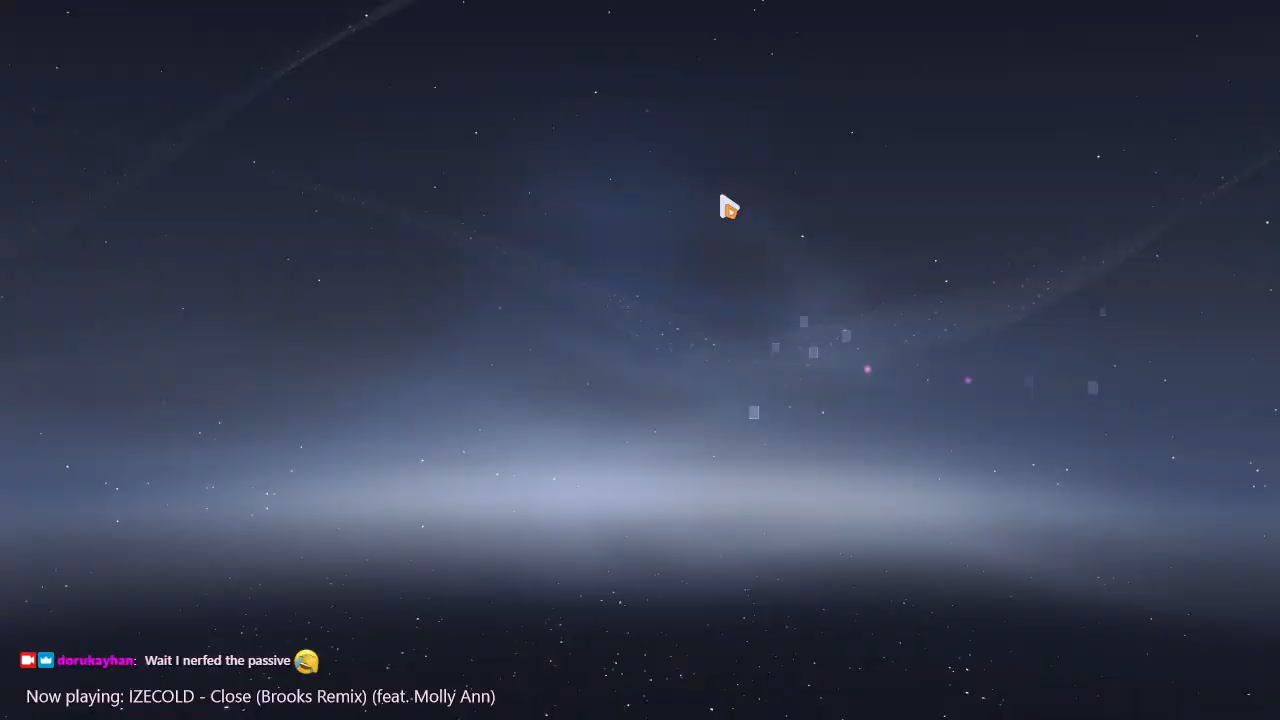 dorukayhan: Wait I nerfed the passive
Now playing: IZECOLD - Close (Brooks Remix) (feat. Molly Ann)